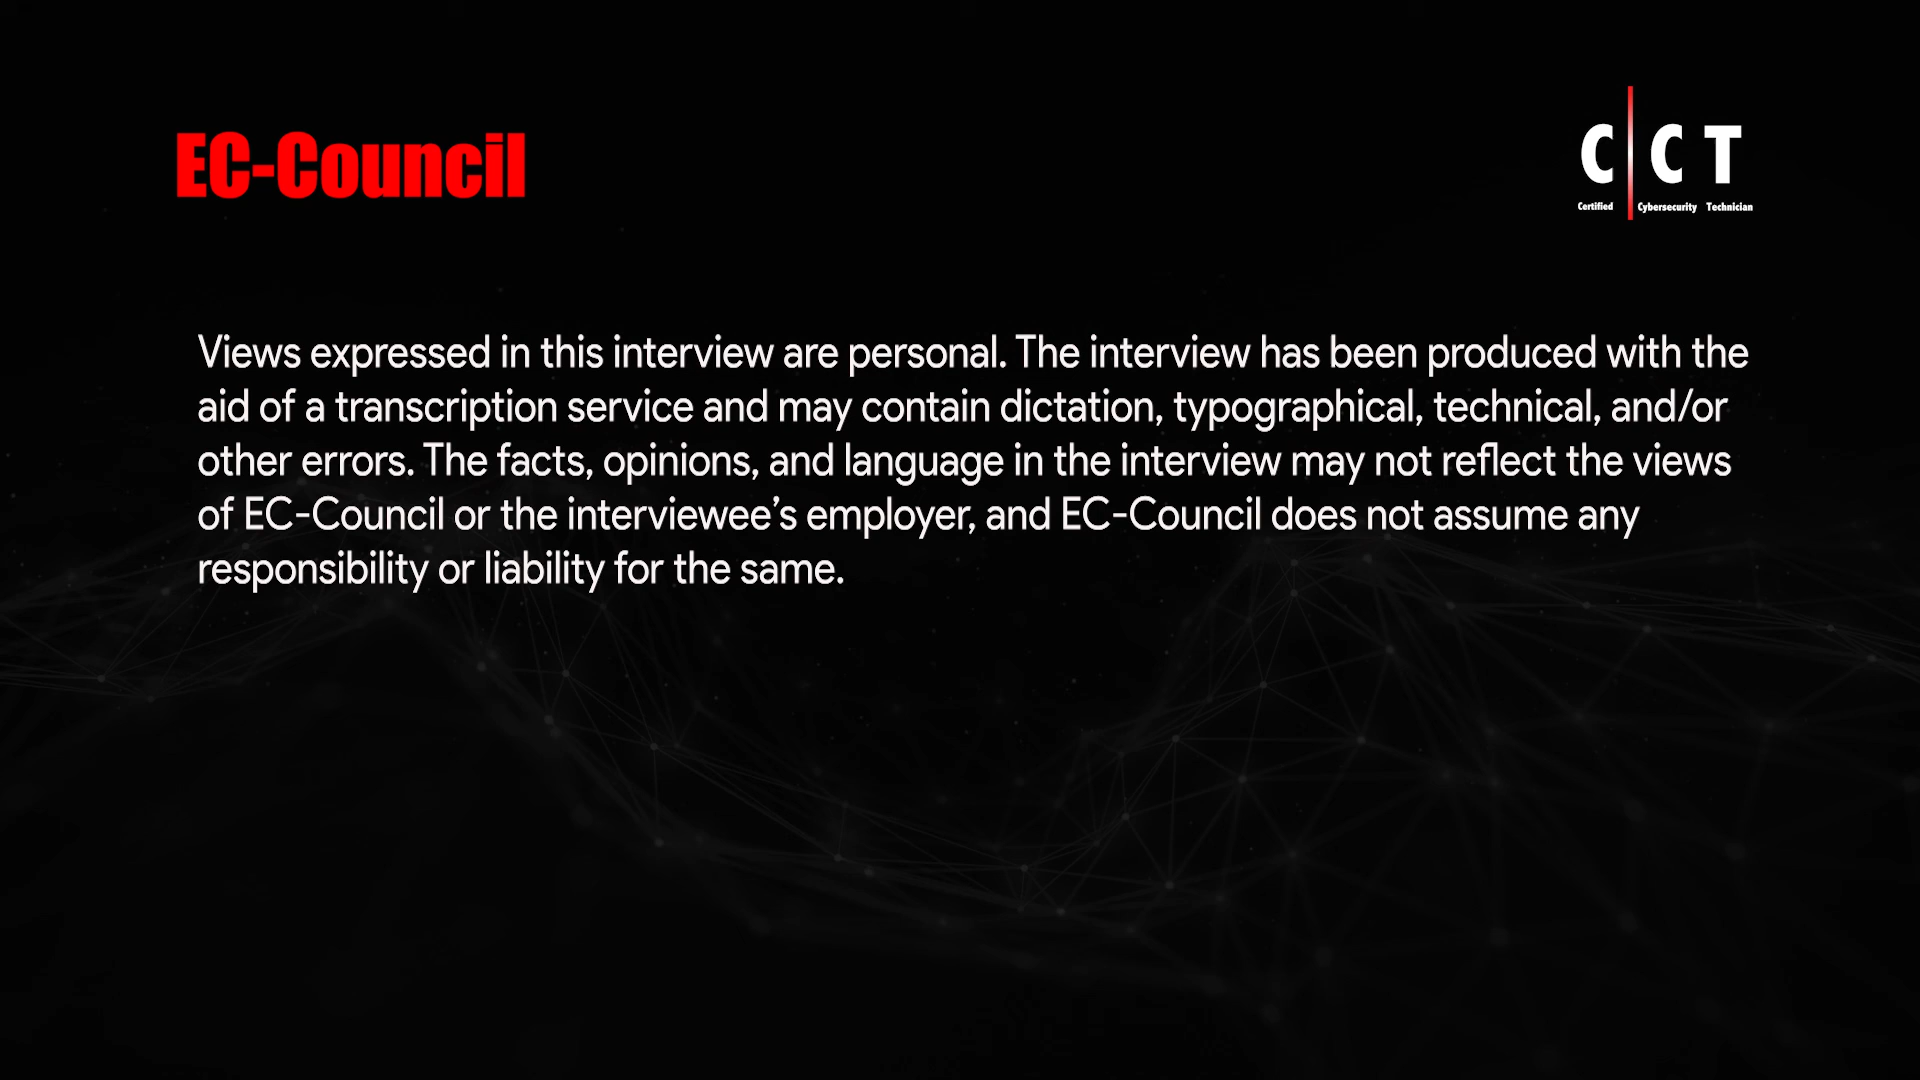 EC-Council
C CT
Certified Cybersecurity Technician
Views expressed in this interview are personal. The interview has been produced with the
aid of a transcription service and may contain dictation, typographical, technical, and/or
other errors. The facts, opinions, and language in the interview may not reflect the views
of EC-Council or the interviewee’s employer, and EC-Council does not assume any
responsibility or liability for the same.